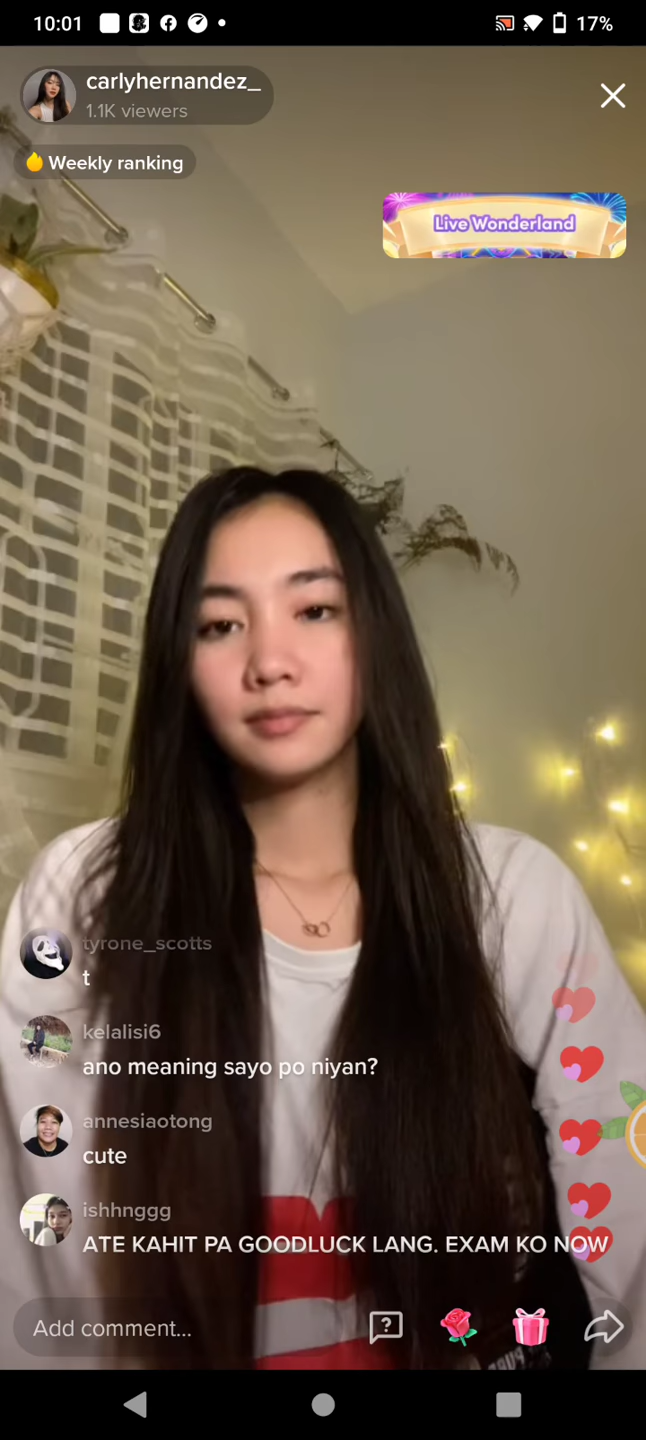 10:01
17%
carlyhernandez_
1.1K viewers
Weekly ranking
Live Wonderland
tyrone_scotts
t
kelalisi6
ano meaning sayo po niyan?
annesiaotong
cute
ishhnggg
ATE KAHIT PA GOODLUCK LANG. EXAM KO NOW
Add comment...